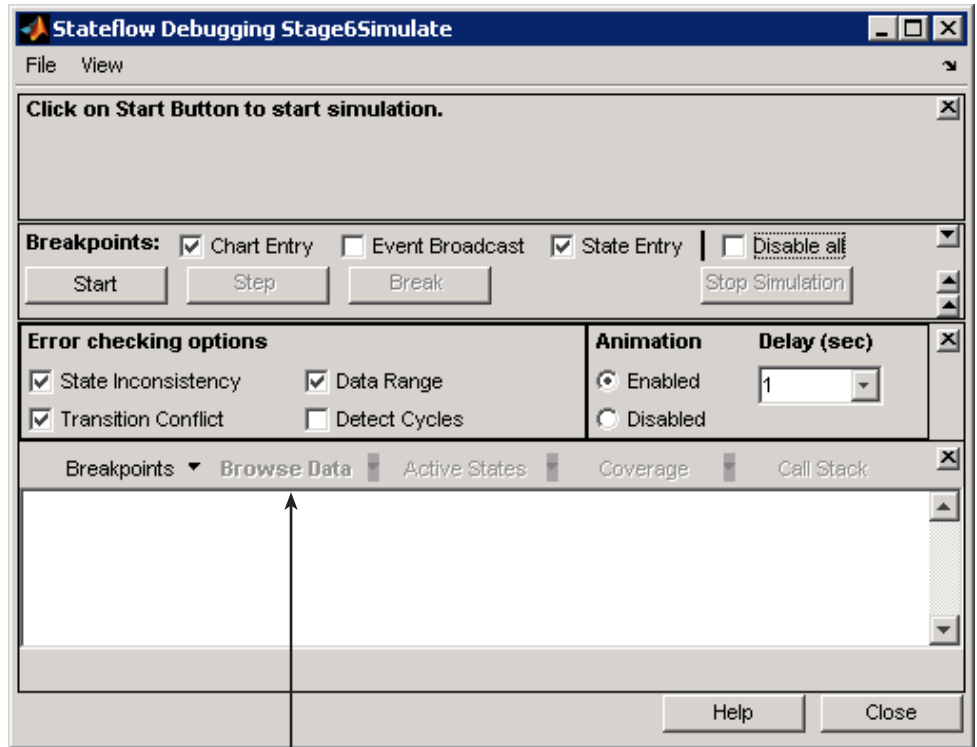 Stateflow Debugging Stage6Simulate
File View
Click on Start Button to start simulation.
Breakpoints: Chart Entry Event Broadcast State Entry Disable all
Start Step Break Stop Simulation
Error checking options Animation Delay (sec)
State Inconsistency Data Range Enabled 1
Transition Conflict Detect Cycles Disabled
Breakpoints Browse Data Active States Coverage Call Stack
Help Close